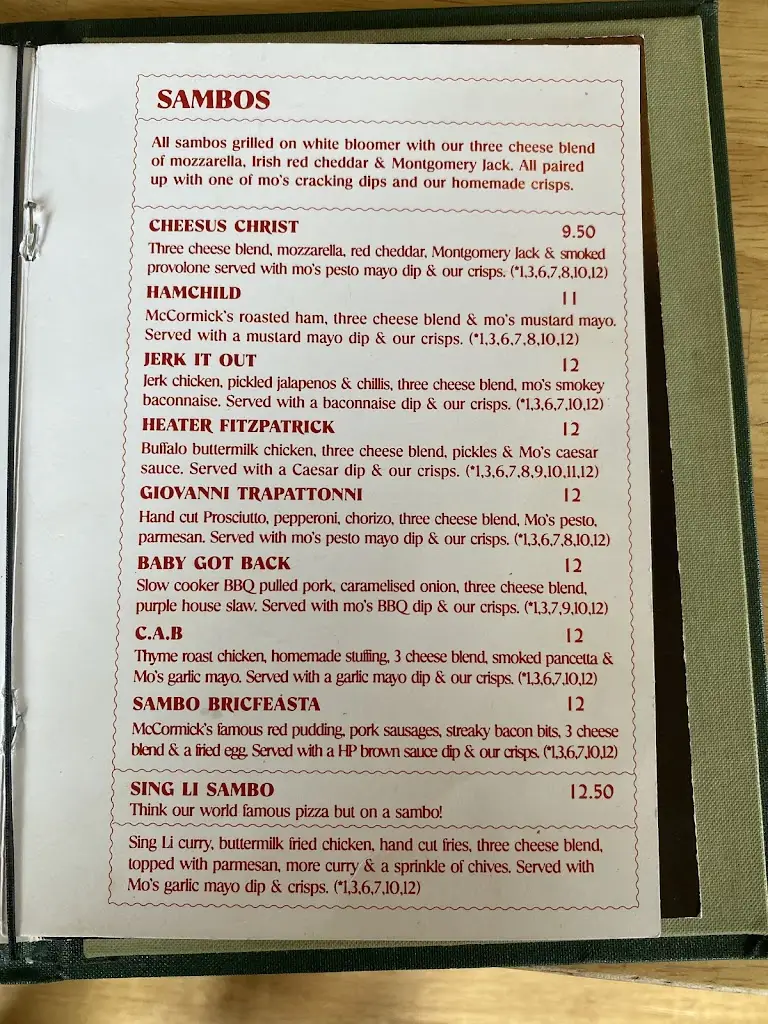 SAMBOS
All sambos grilled on white bloomer with our three cheese blend
of mozzarella, Irish red cheddar & Montgomery Jack. All paired
up with one of mo's cracking dips and our homemade crisps.
CHEESUS CHRIST 9.50
Three cheese blend, mozzarella, red cheddar, Montgomery Jack & smoked
provolone served with mo's pesto mayo dip & our crisps. (*1,3,6,7,8,10,12)
HAMCHILD 11
McCormick's roasted ham, three cheese blend & mo's mustard mayo.
Served with a mustard mayo dip & our crisps. (*1,3,6,7,8,10,12)
JERK IT OUT 12
Jerk chicken, pickled jalapenos & chillis, three cheese blend, mo's smokey
baconnaise. Served with a baconnaise dip & our crisps. (*1,3,6,7,10,12)
HEATER FITZPATRICK 12
Buffalo buttermilk chicken, three cheese blend, pickles & Mo's caesar
sauce. Served with a Caesar dip & our crisps. (*1,3,6,7,8,9,10,11,12)
GIOVANNI TRAPATTONNI 12
Hand cut Prosciutto, pepperoni, chorizo, three cheese blend, Mo's pesto,
parmesan. Served with mo's pesto mayo dip & our crisps. (*1,3,6,7,8,10,12)
BABY GOT BACK 12
Slow cooker BBQ pulled pork, caramelised onion, three cheese blend,
purple house slaw. Served with mo's BBQ dip & our crisps. (*1,3,7,9,10,12)
C.A.B 12
Thyme roast chicken, homemade stuffing, 3 cheese blend, smoked pancetta &
Mo's garlic mayo. Served with a garlic mayo dip & our crisps. (*1,3,6,7,10,12)
SAMBO BRICFEÁSTA 12
McCormick's famous red pudding, pork sausages, streaky bacon bits, 3 cheese
blend & a fried egg. Served with a HP brown sauce dip & our crisps. (*1,3,6,7,10,12)
SING LI SAMBO 12.50
Think our world famous pizza but on a sambo!
Sing Li curry, buttermilk fried chicken, hand cut fries, three cheese blend,
topped with parmesan, more curry & a sprinkle of chives. Served with
Mo's garlic mayo dip & crisps. (*1,3,6,7,10,12)